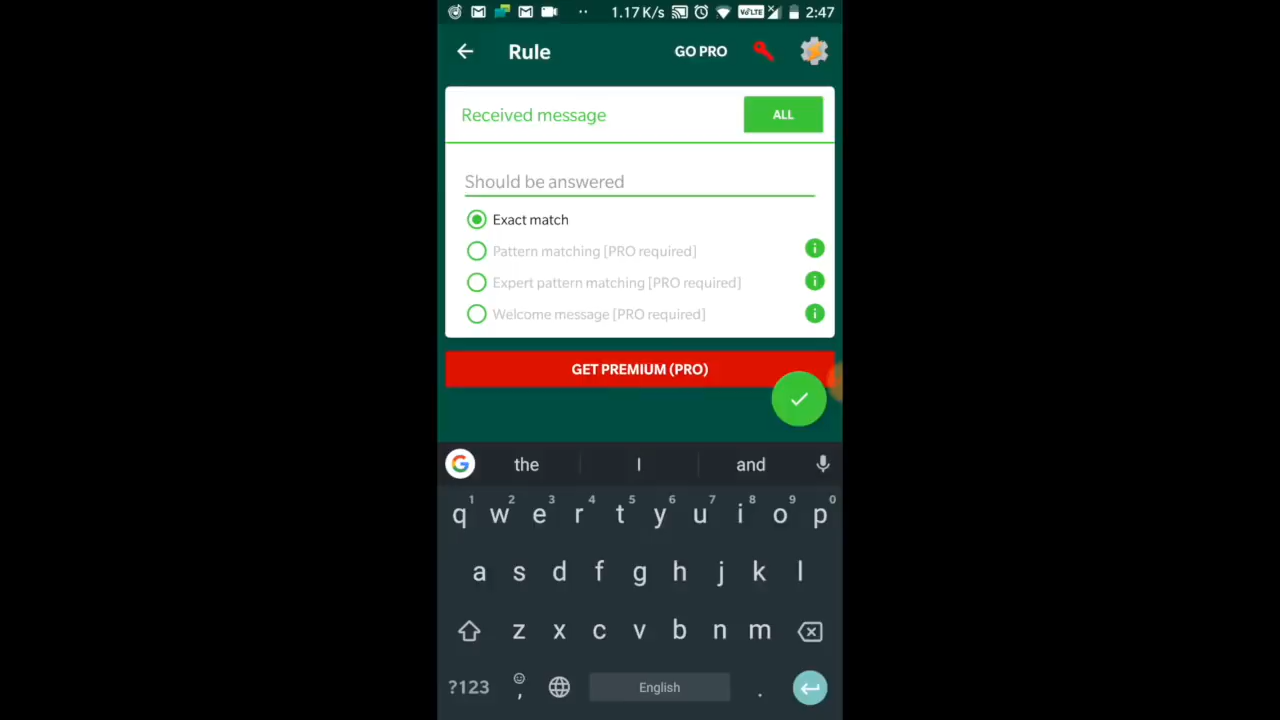 1.17 K/s VoLTE 2:47
Rule GO PRO
Received message ALL
Should be answered
Exact match
Pattern matching [PRO required]
Expert pattern matching [PRO required]
Welcome message [PRO required]
GET PREMIUM (PRO)
G the I and
1 2 3 4 5 6 7 8 9 0
q w e r t y u i o p
a s d f g h j k l
z x c v b n m
?123 , English .